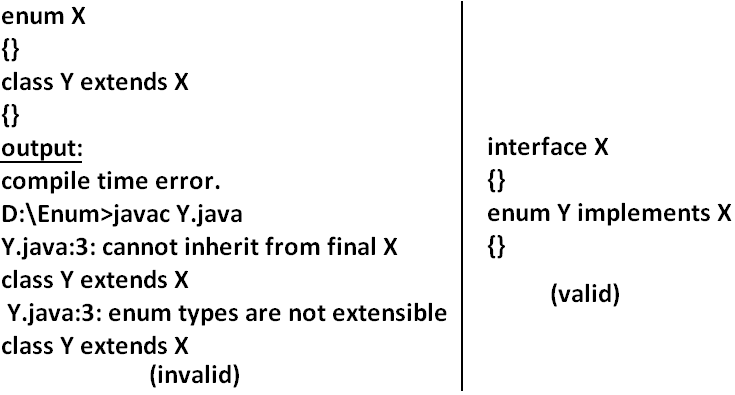 enum X
{}
class Y extends X
{}
output:
compile time error.
D:\Enum>javac Y.java
Y.java:3: cannot inherit from final X
class Y extends X
Y.java:3: enum types are not extensible
class Y extends X
(invalid)
interface X
{}
enum Y implements X
{}
(valid)